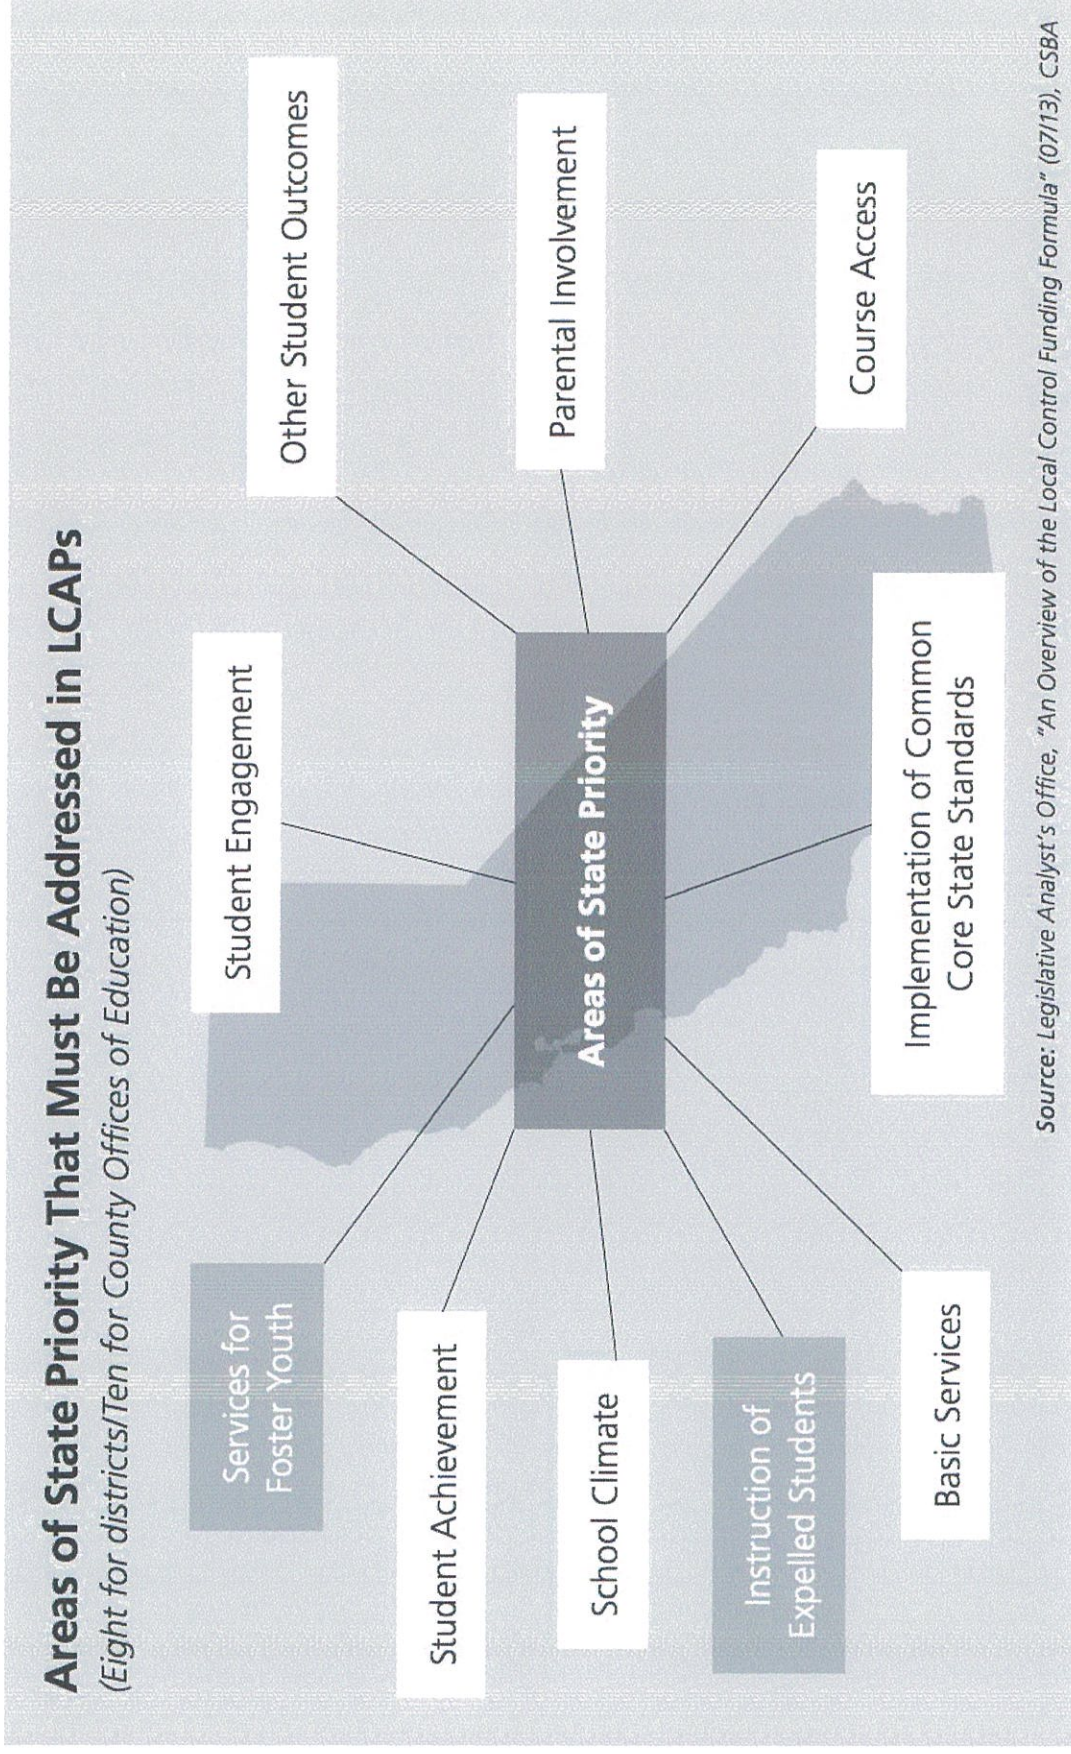 Areas of State Priority That Must Be Addressed in LCAPs
(Eight for districts/Ten for County Offices of Education)
Services for
Foster Youth
Student Engagement
Other Student Outcomes
Student Achievement
Parental Involvement
School Climate
Areas of State Priority
Instruction of
Expelled Students
Course Access
Basic Services
Implementation of Common
Core State Standards
Source: Legislative Analyst's Office, "An Overview of the Local Control Funding Formula" (07/13), CSBA